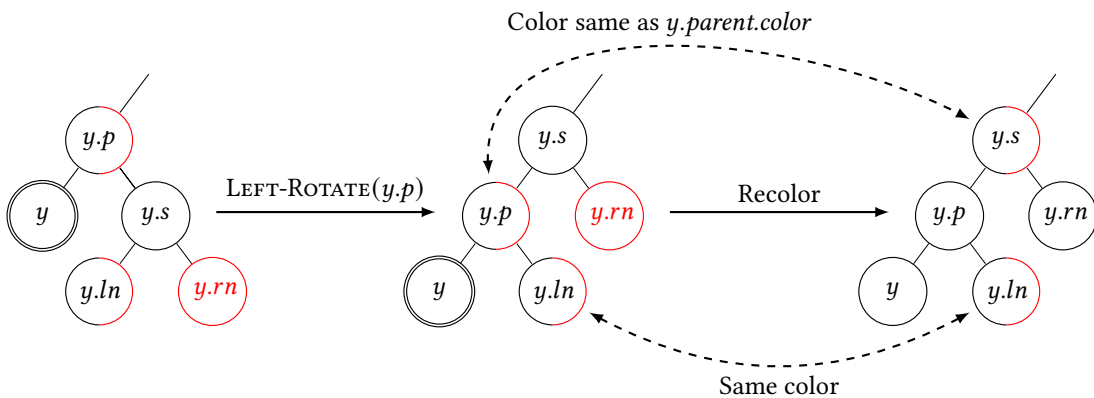 Color same as y.parent.color
y.p
y.s
y.s
y
y.s
LEFT-ROTATE(y.p)
y.p
y.rn
Recolor
y.p
y.rn
y.ln
y.rn
y
y.ln
y
y.ln
Same color